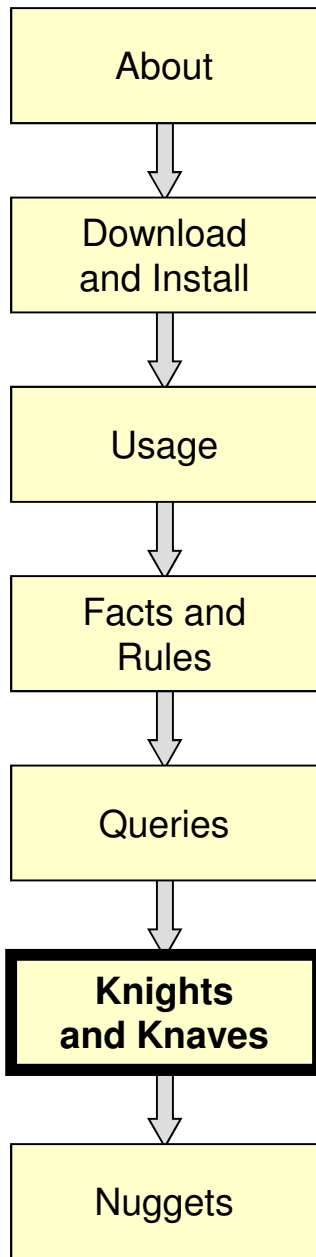 About
Download
and Install
Usage
Facts and
Rules
Queries
Knights
and Knaves
Nuggets